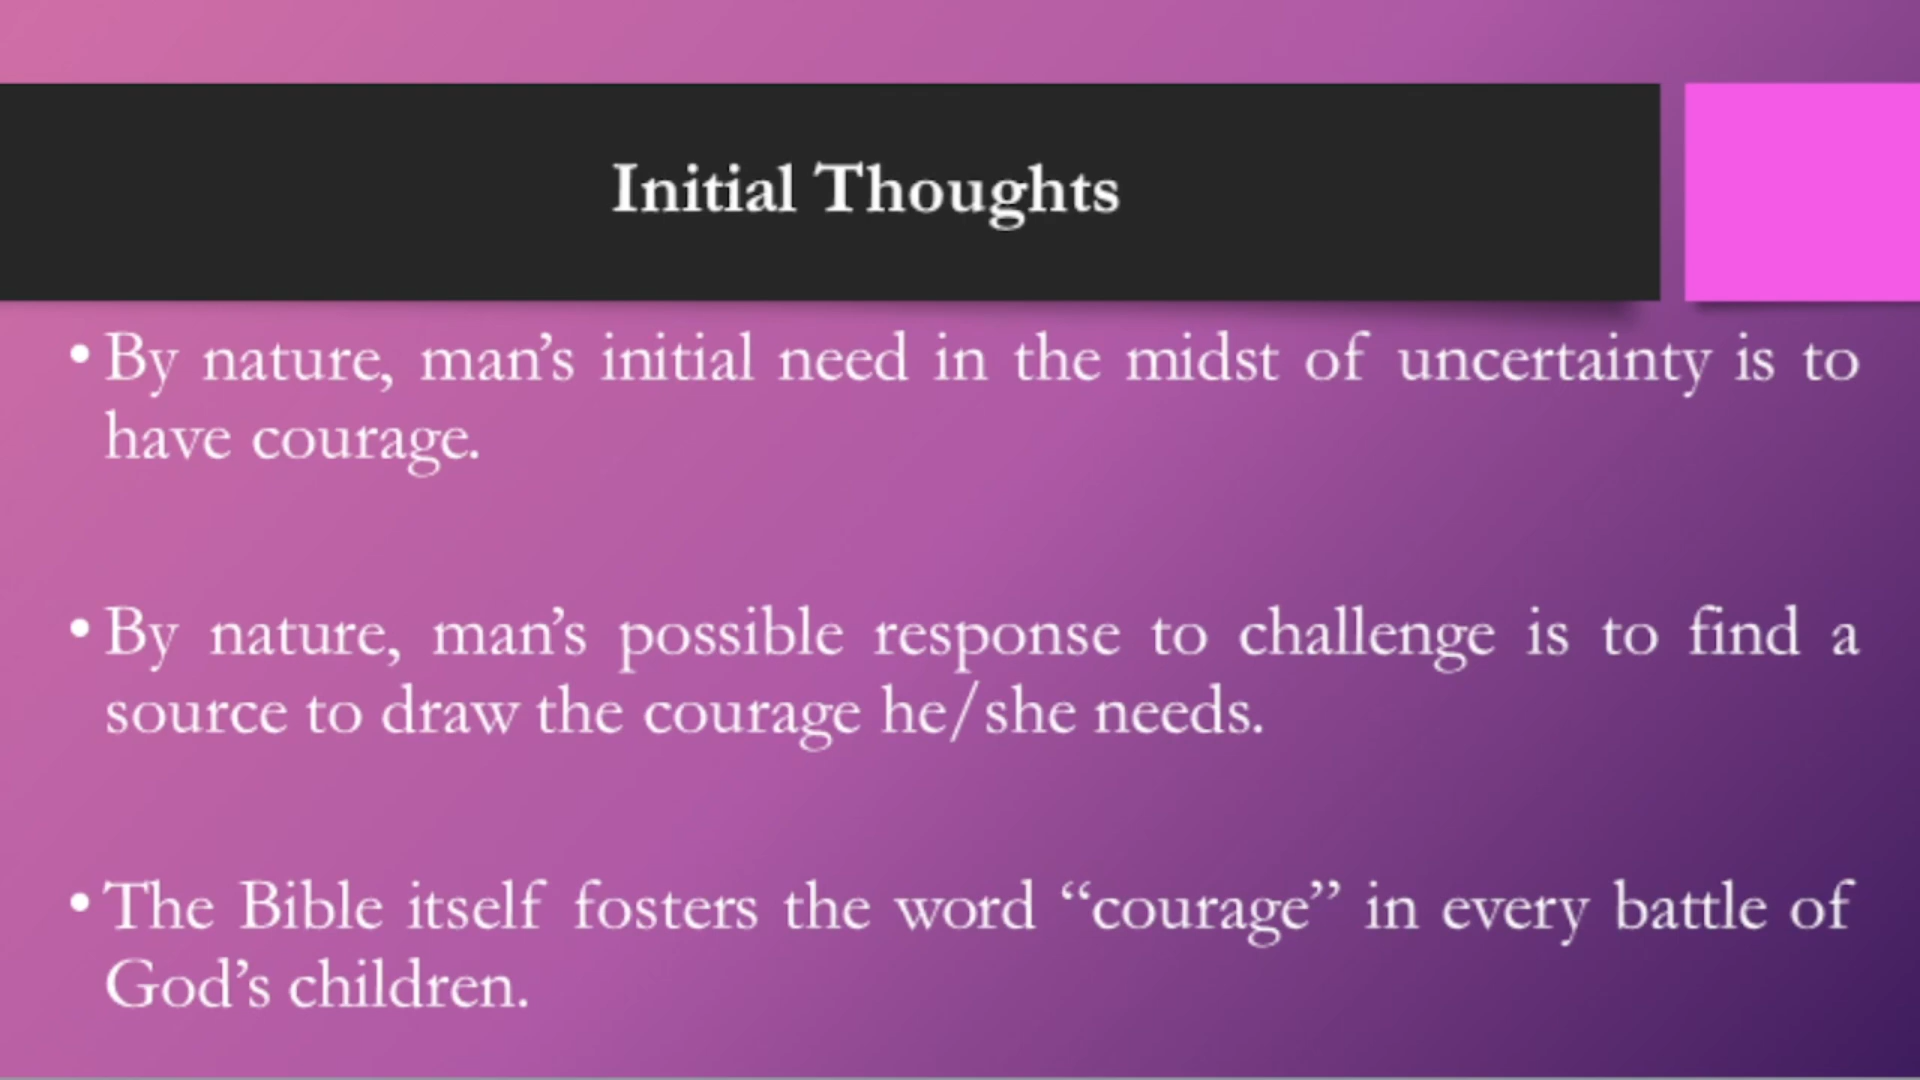 Initial Thoughts
• By nature, man’s initial need in the midst of uncertainty is to
have courage.
• By nature, man’s possible response to challenge is to find a
source to draw the courage he/she needs.
• The Bible itself fosters the word “courage” in every battle of
God’s children.